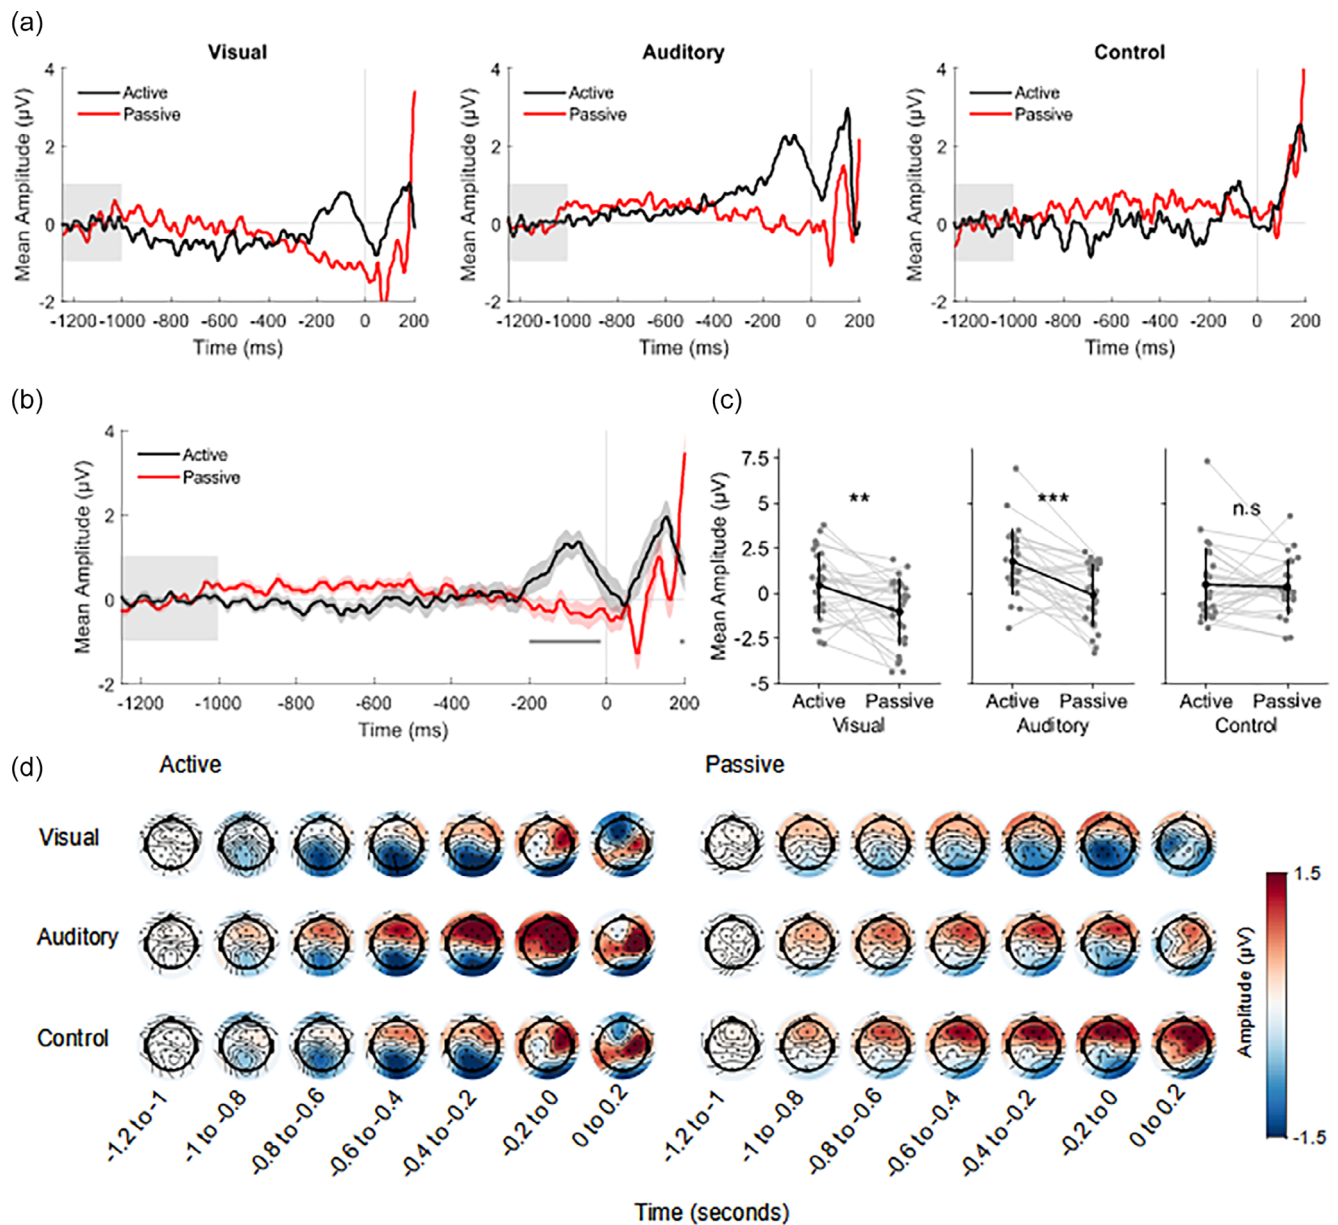 (a)
Visual
Auditory
Control
4
2
0
-2
Mean Amplitude (µV)
Active
Passive
-1200-1000 -800 -600 -400 -200 0 200
Time (ms)
4
2
0
-2
Mean Amplitude (µV)
Active
Passive
-1200-1000 -800 -600 -400 -200 0 200
Time (ms)
4
2
0
-2
Mean Amplitude (µV)
Active
Passive
-1200-1000 -800 -600 -400 -200 0 200
Time (ms)
(b)
4
2
0
-2
Mean Amplitude (µV)
Active
Passive
-1200 -1000 -800 -600 -400 -200 0 200
Time (ms)
(c)
7.5
5
2.5
0
-2.5
-5
Mean Amplitude (µV)
**
***
n.s
Active Passive Active Passive Active Passive
Visual Auditory Control
(d)
Active
Passive
Visual
Auditory
Control
-1.2 to -1
-1 to -0.8
-0.8 to -0.6
-0.6 to -0.4
-0.4 to -0.2
-0.2 to 0
0 to 0.2
-1.2 to -1
-1 to -0.8
-0.8 to -0.6
-0.6 to -0.4
-0.4 to -0.2
-0.2 to 0
0 to 0.2
Time (seconds)
1.5
Amplitude (µV)
-1.5